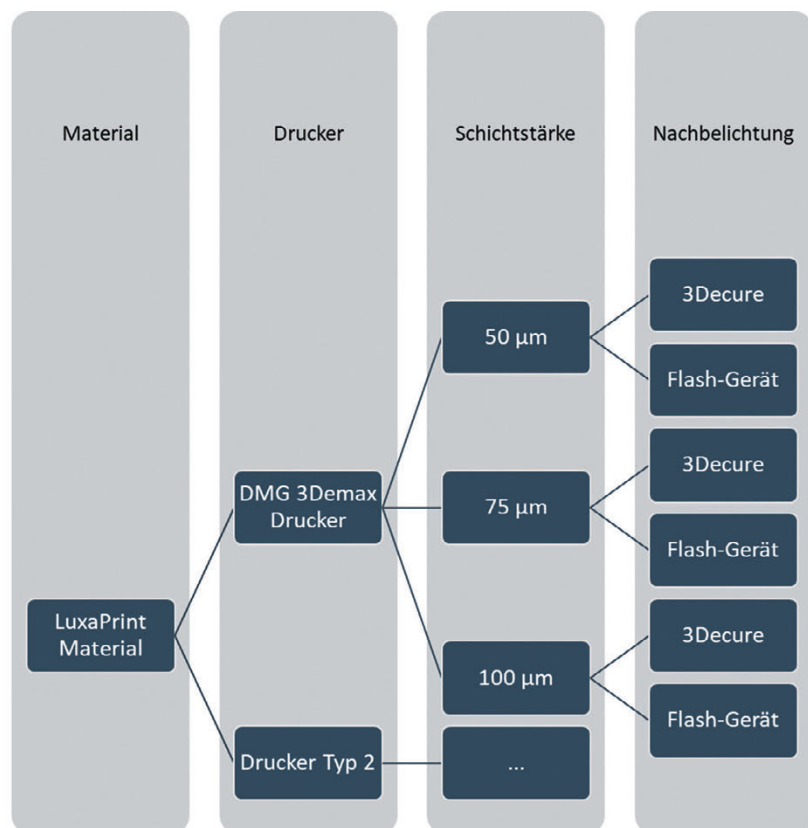 Material
Drucker
Schichtstärke
Nachbelichtung
LuxaPrint
Material
DMG 3Demax
Drucker
Drucker Typ 2
50 µm
75 µm
100 µm
...
3Decure
Flash-Gerät
3Decure
Flash-Gerät
3Decure
Flash-Gerät